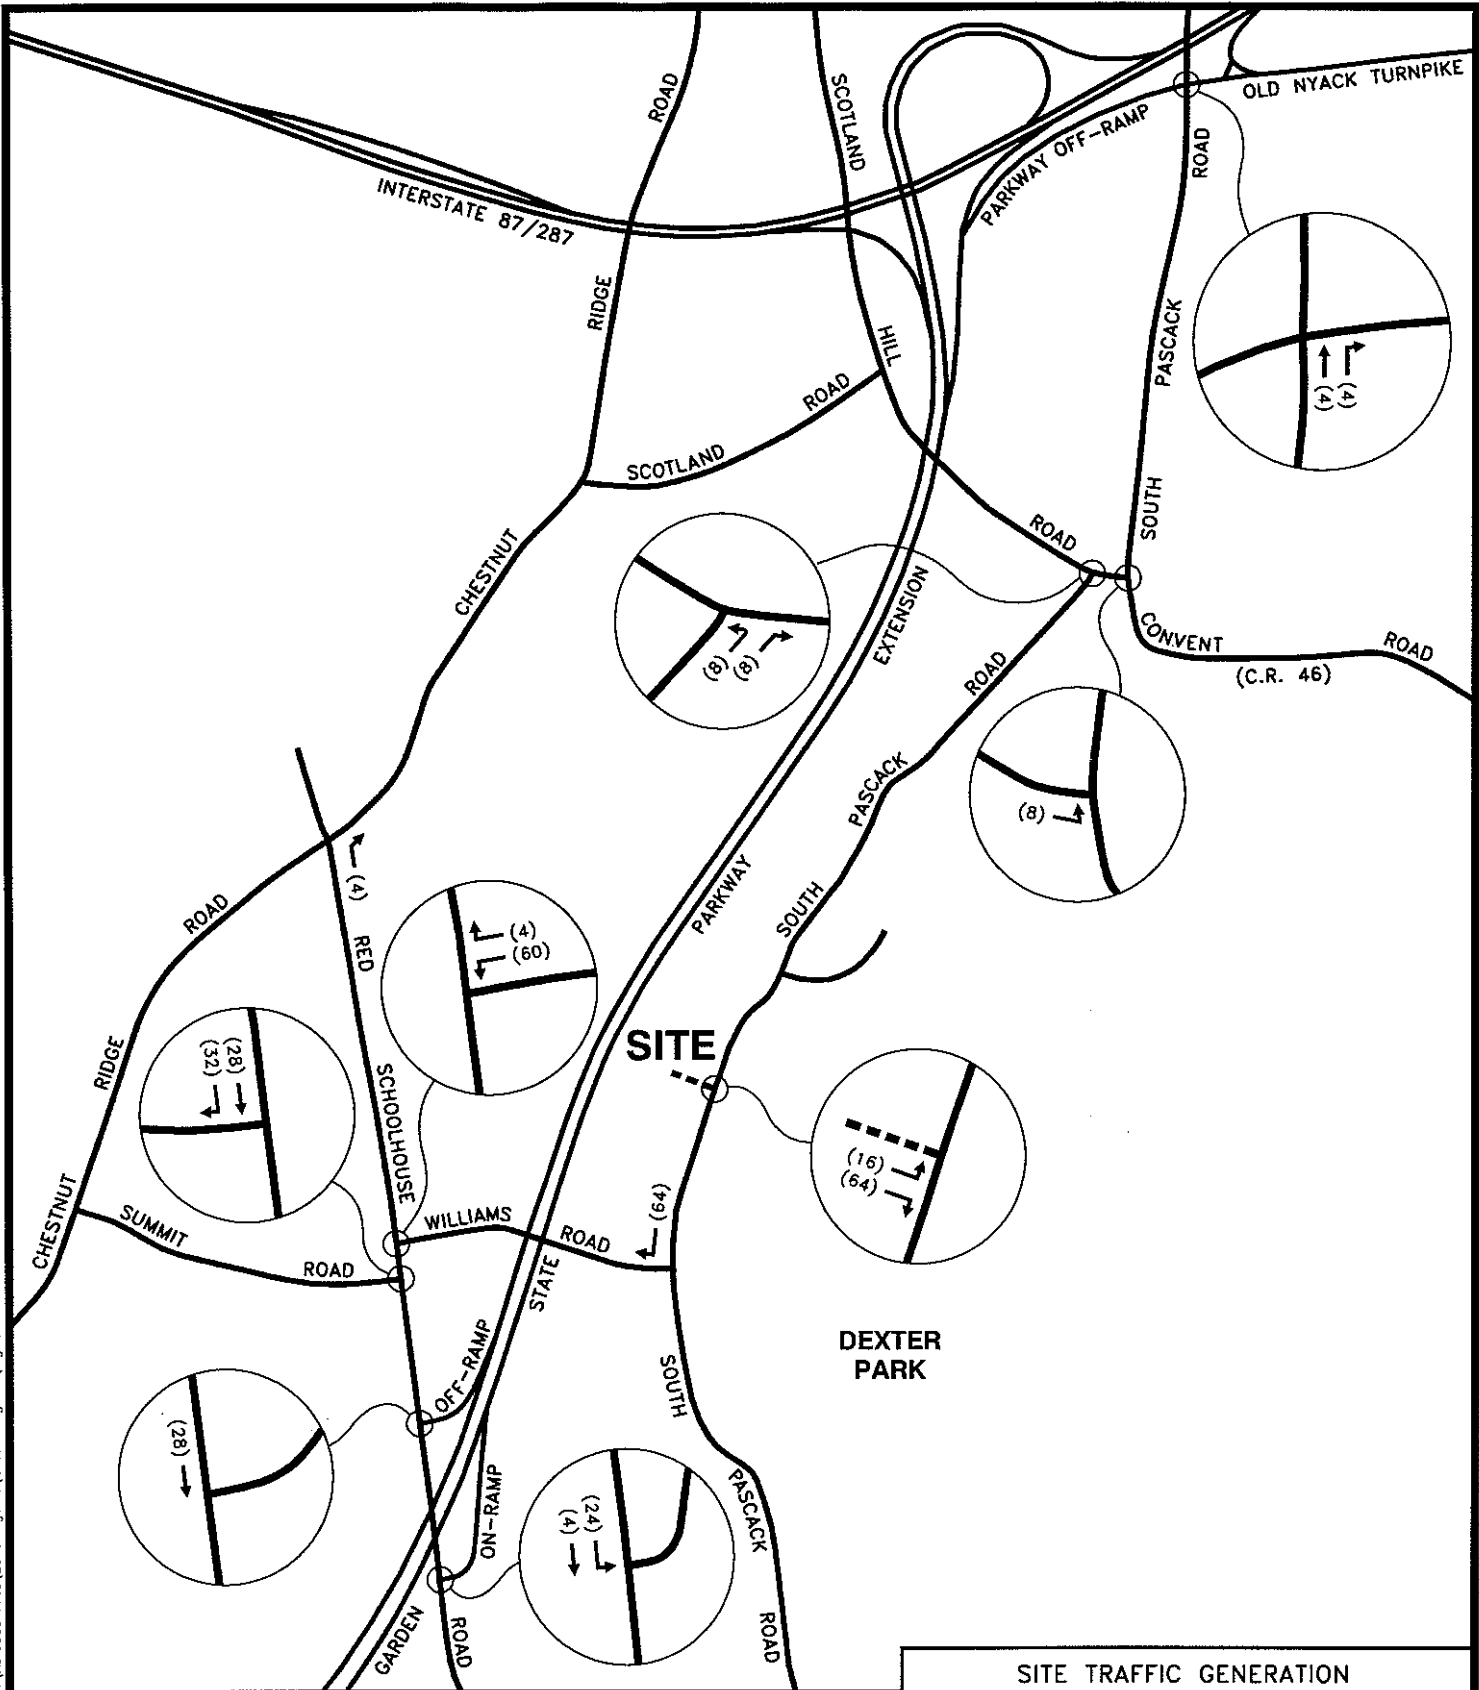 OLD NYACK TURNPIKE
ROAD
SCOTLAND
PARKWAY OFF-RAMP
ROAD
INTERSTATE 87/287
RIDGE
HILL
PASCACK
(4)
(4)
ROAD
SCOTLAND
SOUTH
ROAD
CHESTNUT
EXTENSION
CONVENT
ROAD
(C.R. 46)
(8)
(8)
ROAD
PASCACK
(8)
(4)
ROAD
PARKWAY
SOUTH
RED
(4)
(60)
SITE
RIDGE
(28)
(32)
SCHOOLHOUSE
(16)
(64)
(64)
CHESTNUT
SUMMIT
ROAD
WILLIAMS
ROAD
STATE
OFF-RAMP
DEXTER
PARK
SOUTH
(28)
ON-RAMP
(24)
(4)
PASCACK
GARDEN
ROAD
ROAD
SITE TRAFFIC GENERATION